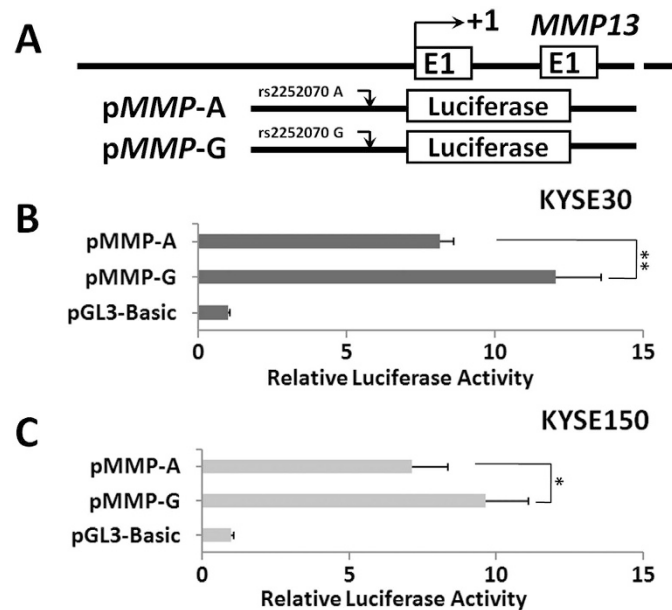 A
+1
MMP13
E1
E1
rs2252070 A
pMMP-A
Luciferase
rs2252070 G
pMMP-G
Luciferase
B
KYSE30
pMMP-A
pMMP-G
pGL3-Basic
**
0 5 10 15
Relative Luciferase Activity
C
KYSE150
pMMP-A
pMMP-G
pGL3-Basic
*
0 5 10 15
Relative Luciferase Activity